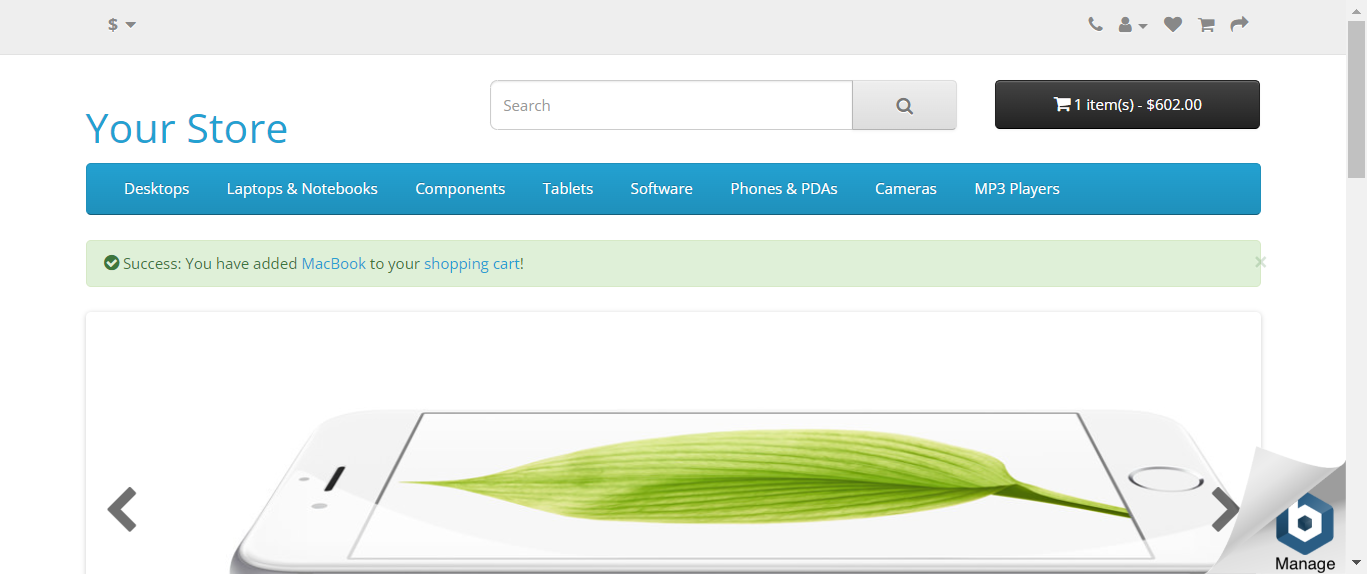 $
Search
1 item(s) - $602.00
Your Store
Desktops Laptops & Notebooks Components Tablets Software Phones & PDAs Cameras MP3 Players
Success: You have added MacBook to your shopping cart!
×
Manage